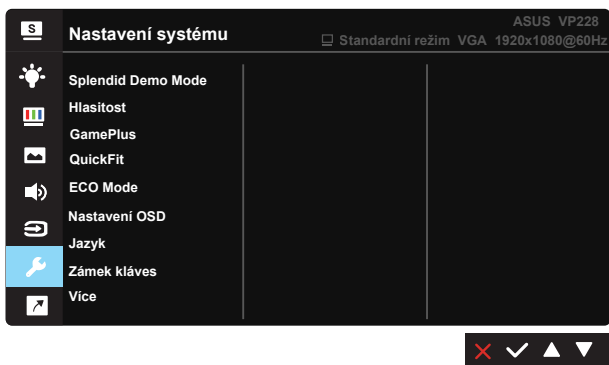 S
Nastavení systému
ASUS VP228
Standardní režim VGA 1920x1080@60Hz
Splendid Demo Mode
Hlasitost
GamePlus
QuickFit
ECO Mode
Nastavení OSD
Jazyk
Zámek kláves
Více